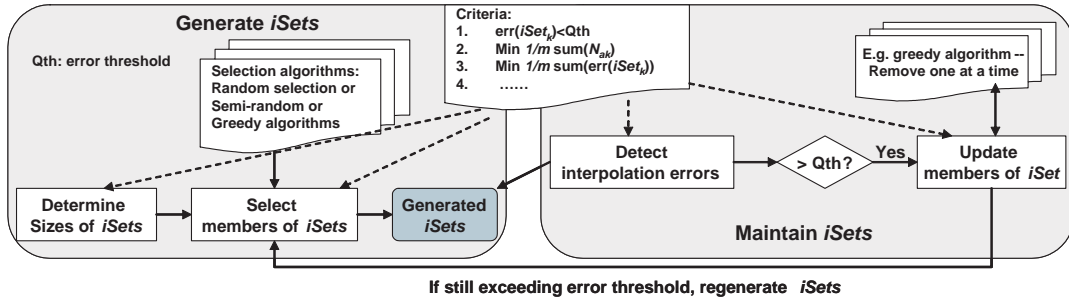 Generate iSets
Qth: error threshold
Selection algorithms:
Random selection or
Semi-random or
Greedy algorithms
Criteria:
1. err(iSetk)<Qth
2. Min 1/m sum(Nak)
3. Min 1/m sum(err(iSetk))
4. ......
E.g. greedy algorithm --
Remove one at a time
Detect
interpolation errors
> Qth?
Yes
Update
members of iSet
Determine
Sizes of iSets
Select
members of iSets
Generated
iSets
Maintain iSets
If still exceeding error threshold, regenerate iSets